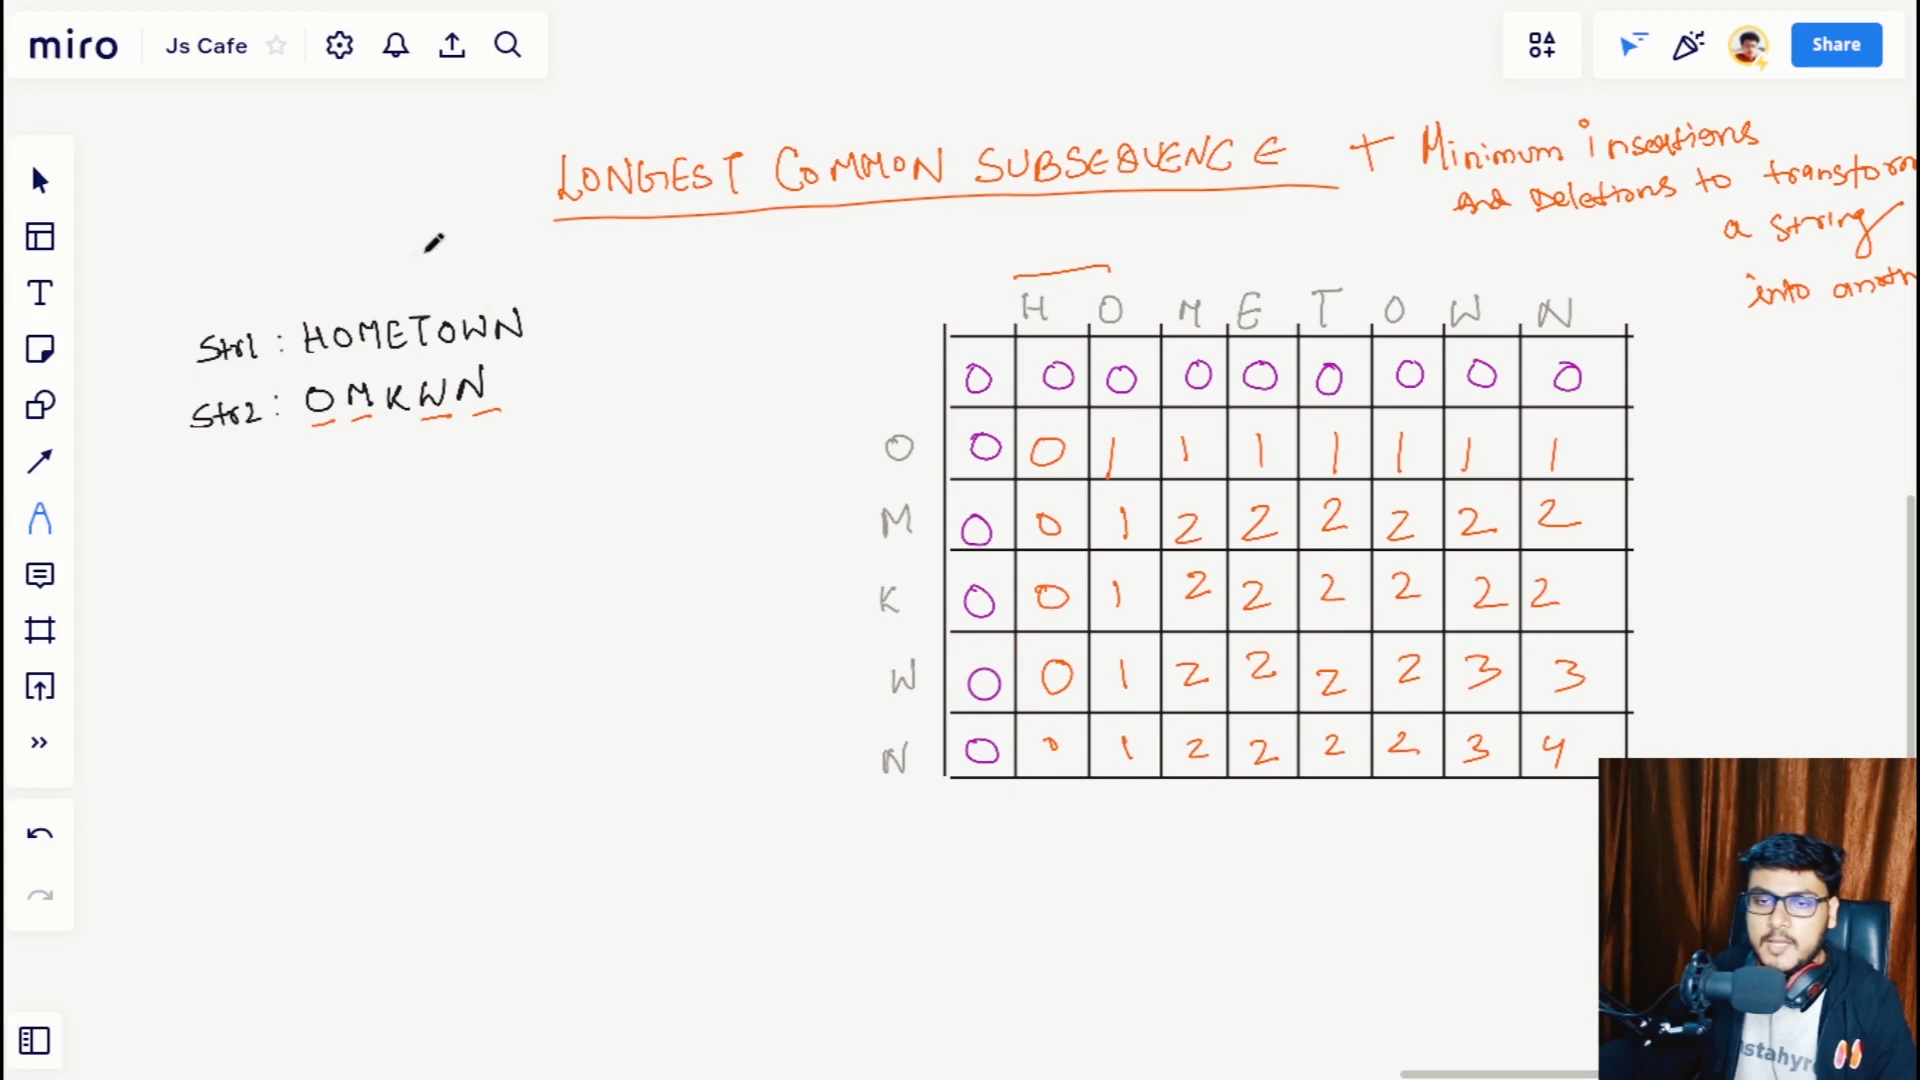 miro
Js Cafe
Share
LONGEST COMMON SUBSEQUENCE + Minimum insertions
And Deletions to transform
a string
into anoth
Str1 : HOMETOWN
Str2 : OMKWN
H O M E T O W N
0 0 0 0 0 0 0 0 0
O 0 0 1 1 1 1 1 1 1
M 0 0 1 2 2 2 2 2 2
K 0 0 1 2 2 2 2 2 2
W 0 0 1 2 2 2 2 3 3
N 0 0 1 2 2 2 2 3 4